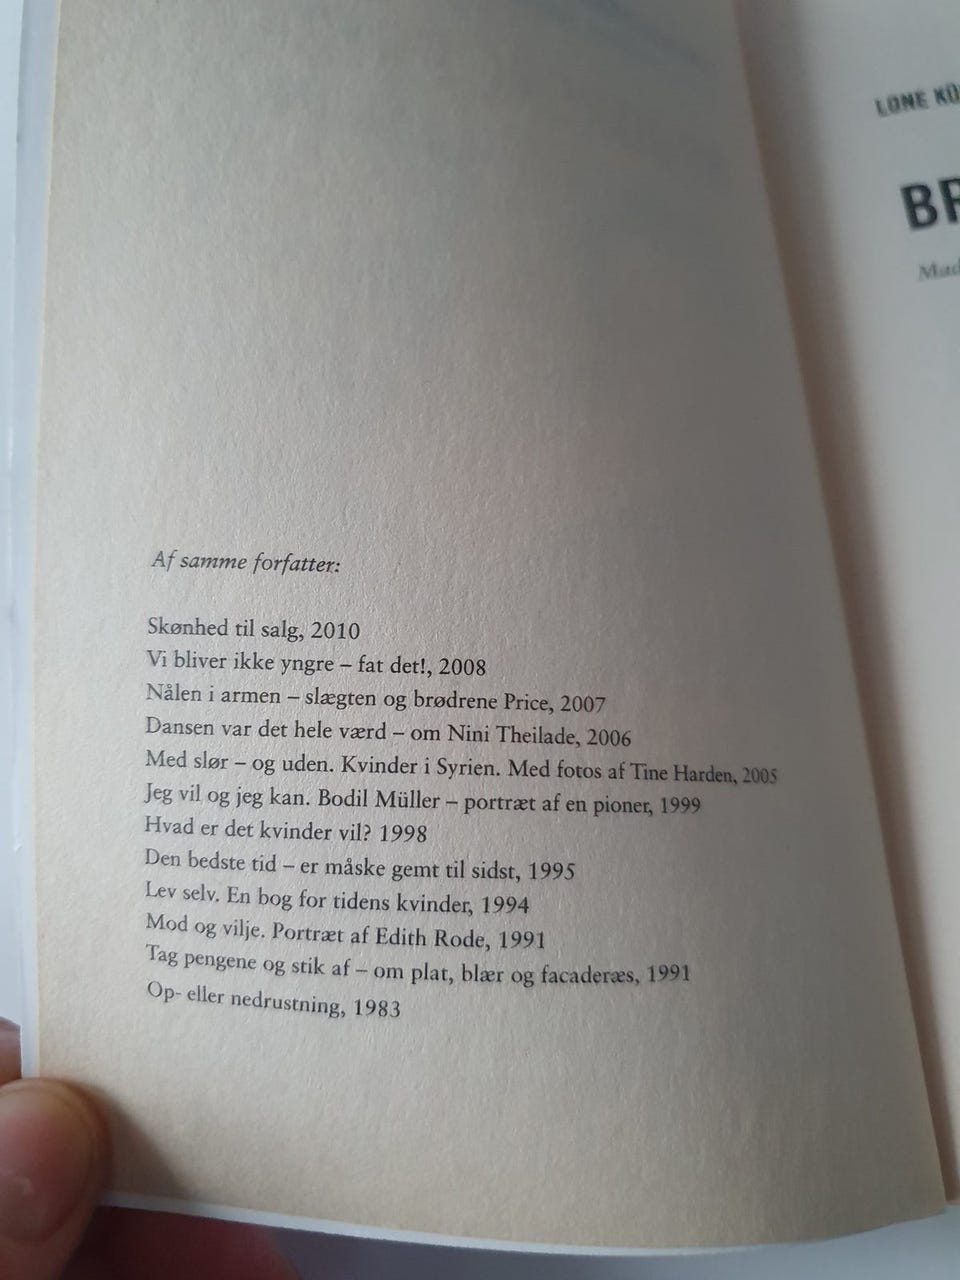 Af samme forfatter:
Skønhed til salg, 2010
Vi bliver ikke yngre – fat det!, 2008
Nålen i armen – slægten og brødrene Price, 2007
Dansen var det hele værd – om Nini Theilade, 2006
Med slør – og uden. Kvinder i Syrien. Med fotos af Tine Harden, 2005
Jeg vil og jeg kan. Bodil Müller – portræt af en pioner, 1999
Hvad er det kvinder vil? 1998
Den bedste tid – er måske gemt til sidst, 1995
Lev selv. En bog for tidens kvinder, 1994
Mod og vilje. Portræt af Edith Rode, 1991
Tag pengene og stik af – om plat, blær og facaderæs, 1991
Op- eller nedrustning, 1983
LONE